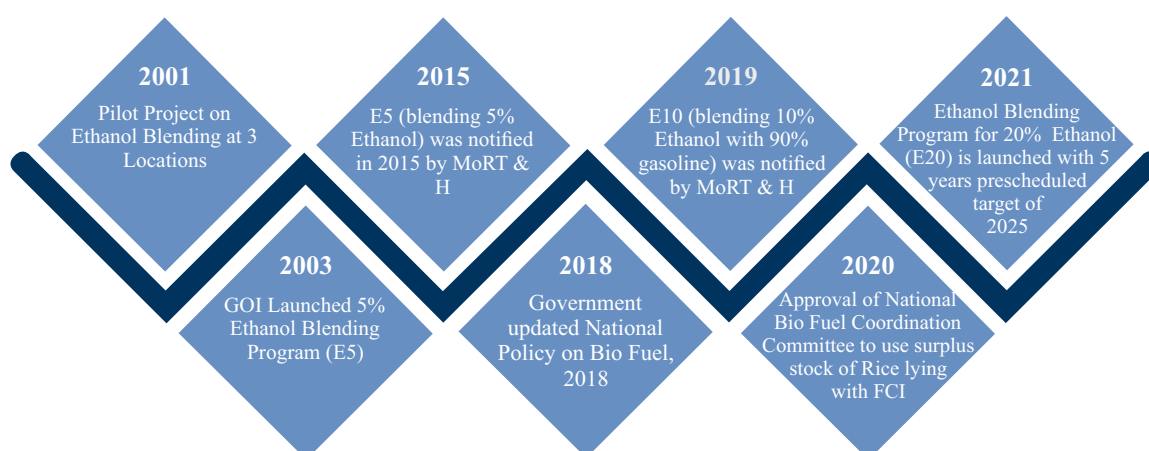 2001
Pilot Project on
Ethanol Blending at 3
Locations
2003
GOI Launched 5%
Ethanol Blending
Program (E5)
2015
E5 (blending 5%
Ethanol) was notified
in 2015 by MoRT &
H
2018
Government
updated National
Policy on Bio Fuel,
2018
2019
E10 (blending 10%
Ethanol with 90%
gasoline) was notified
by MoRT & H
2020
Approval of National
Bio Fuel Coordination
Committee to use surplus
stock of Rice lying
with FCI
2021
Ethanol Blending
Program for 20% Ethanol
(E20) is launched with 5
years prescheduled
target of
2025